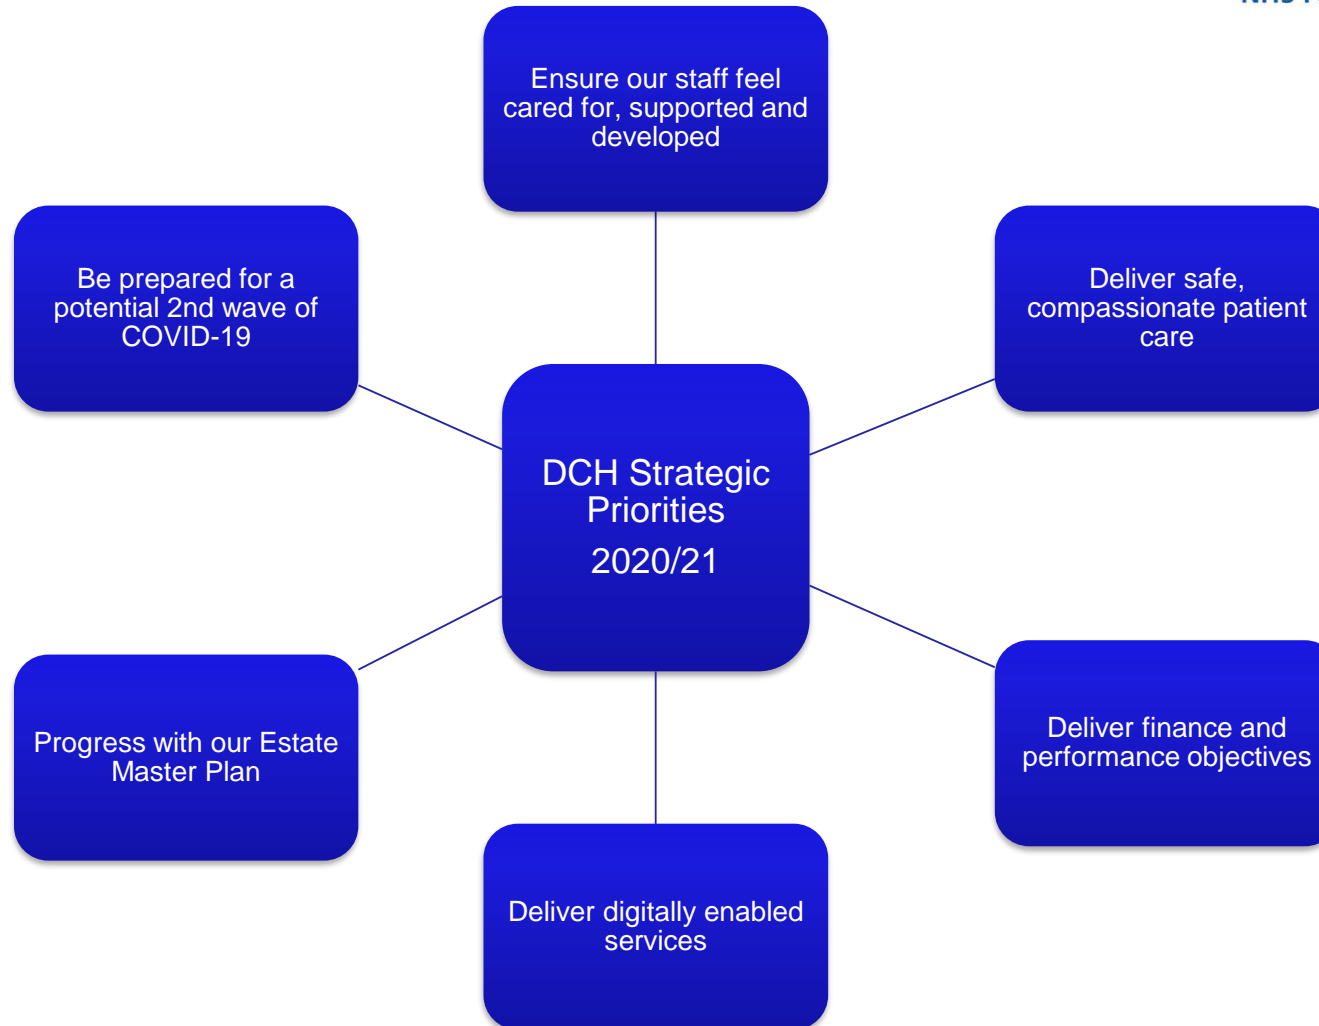 Ensure our staff feel
cared for, supported and
developed
Deliver safe,
compassionate patient
care
Deliver finance and
performance objectives
Deliver digitally enabled
services
Progress with our Estate
Master Plan
Be prepared for a
potential 2nd wave of
COVID-19
DCH Strategic
Priorities
2020/21